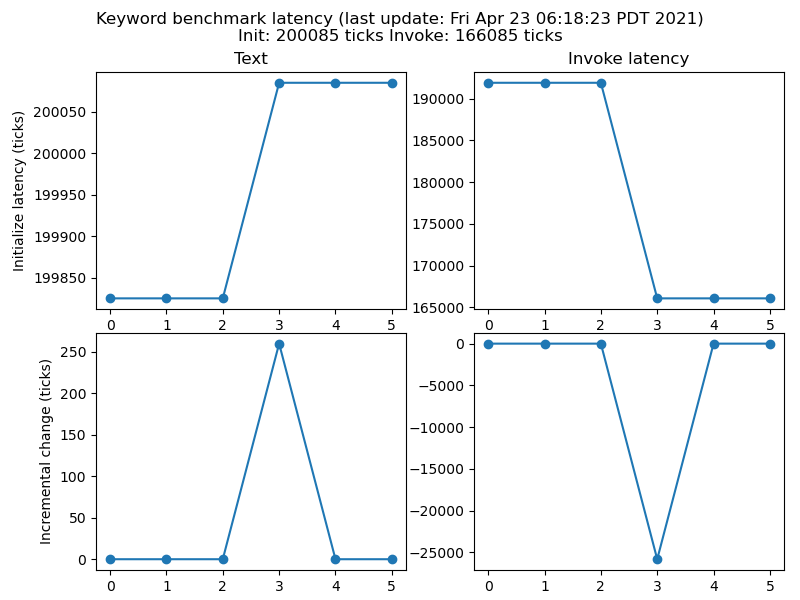 Keyword benchmark latency (last update: Fri Apr 23 06:18:23 PDT 2021)
Init: 200085 ticks Invoke: 166085 ticks
Text
Initialize latency (ticks)
200050
200000
199950
199900
199850
0 1 2 3 4 5
Invoke latency
190000
185000
180000
175000
170000
165000
0 1 2 3 4 5
Incremental change (ticks)
250
200
150
100
50
0
0 1 2 3 4 5
0
−5000
−10000
−15000
−20000
−25000
0 1 2 3 4 5